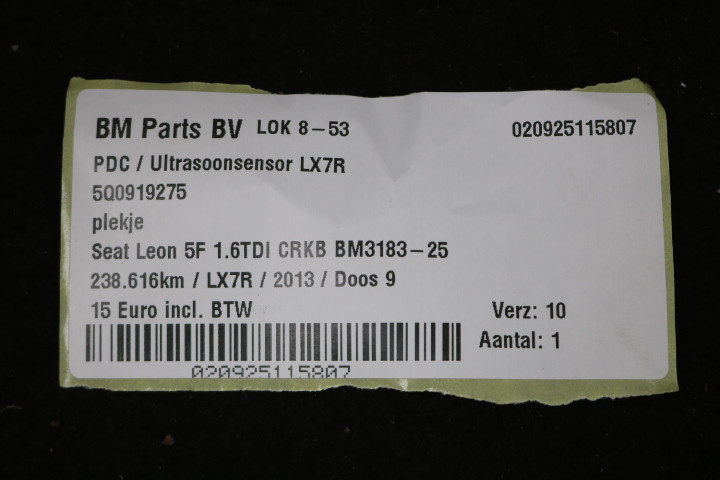 BM Parts BV LOK 8-53 020925115807
PDC / Ultrasoonsensor LX7R
5Q0919275
plekje
Seat Leon 5F 1.6TDI CRKB BM3183-25
238.616km / LX7R / 2013 / Doos 9
15 Euro incl. BTW Verz: 10
Aantal: 1
020925115807